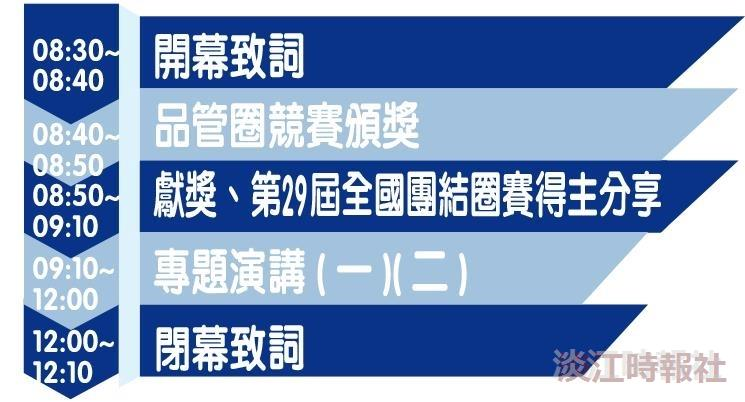 08:30~
08:40
開幕致詞
08:40~
08:50
品管圈競賽頒獎
08:50~
09:10
獻獎、第29屆全國團結圈賽得主分享
09:10~
12:00
專題演講(一)(二)
12:00~
12:10
閉幕致詞
淡江時報社